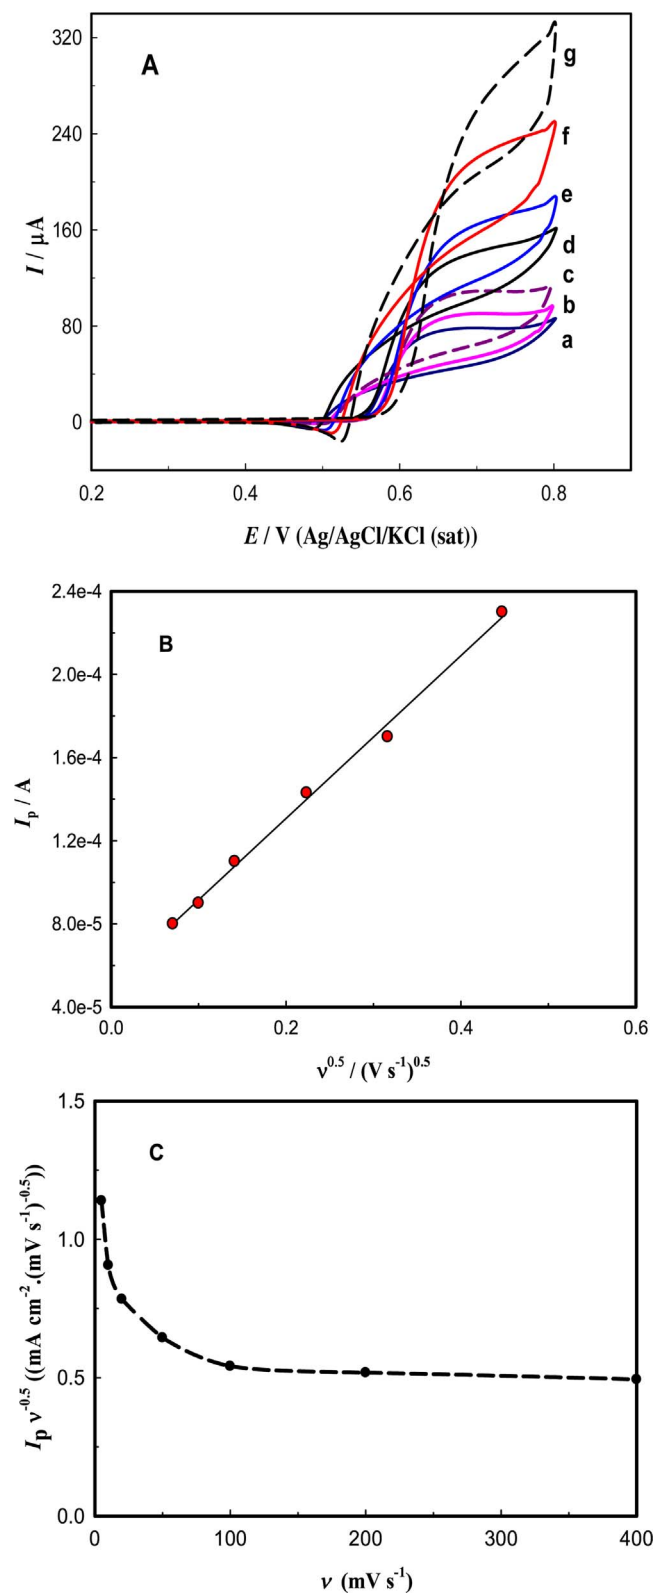 A
320
240
160
80
0
I / µA
g
f
e
d
c
b
a
0.2 0.4 0.6 0.8
E / V (Ag/AgCl/KCl (sat))
B
2.4e-4
2.0e-4
1.6e-4
1.2e-4
8.0e-5
4.0e-5
Ip / A
0.0 0.2 0.4 0.6
ν0.5 / (V s-1)0.5
C
1.5
1.0
0.5
0.0
Ip ν-0.5 ((mA cm-2.(mV s-1)-0.5))
0 100 200 300 400
ν (mV s-1)